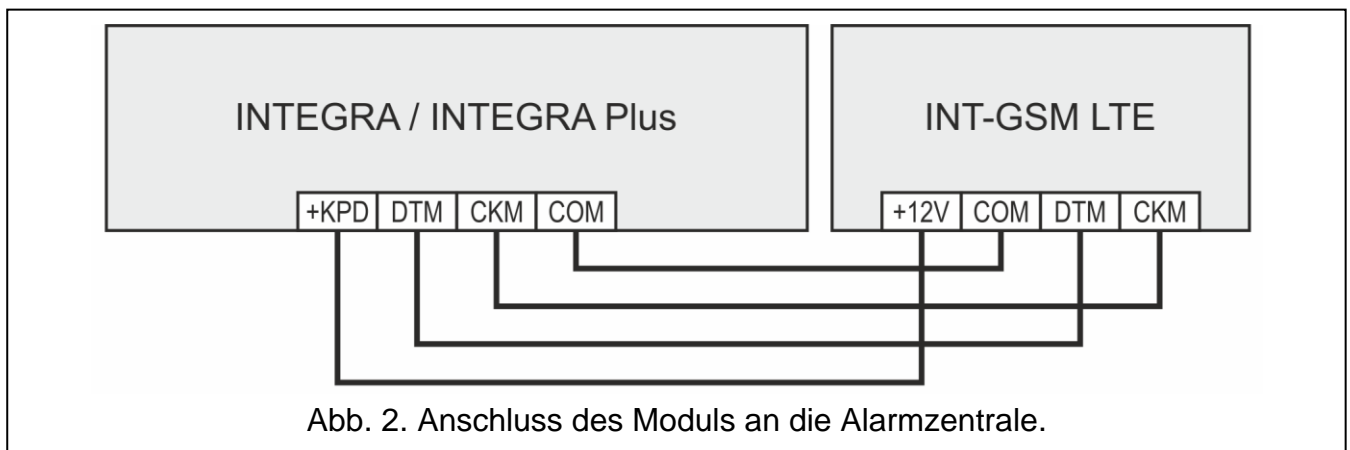 INTEGRA / INTEGRA Plus
INT-GSM LTE
+KPD DTM CKM COM
+12V COM DTM CKM
Abb. 2. Anschluss des Moduls an die Alarmzentrale.